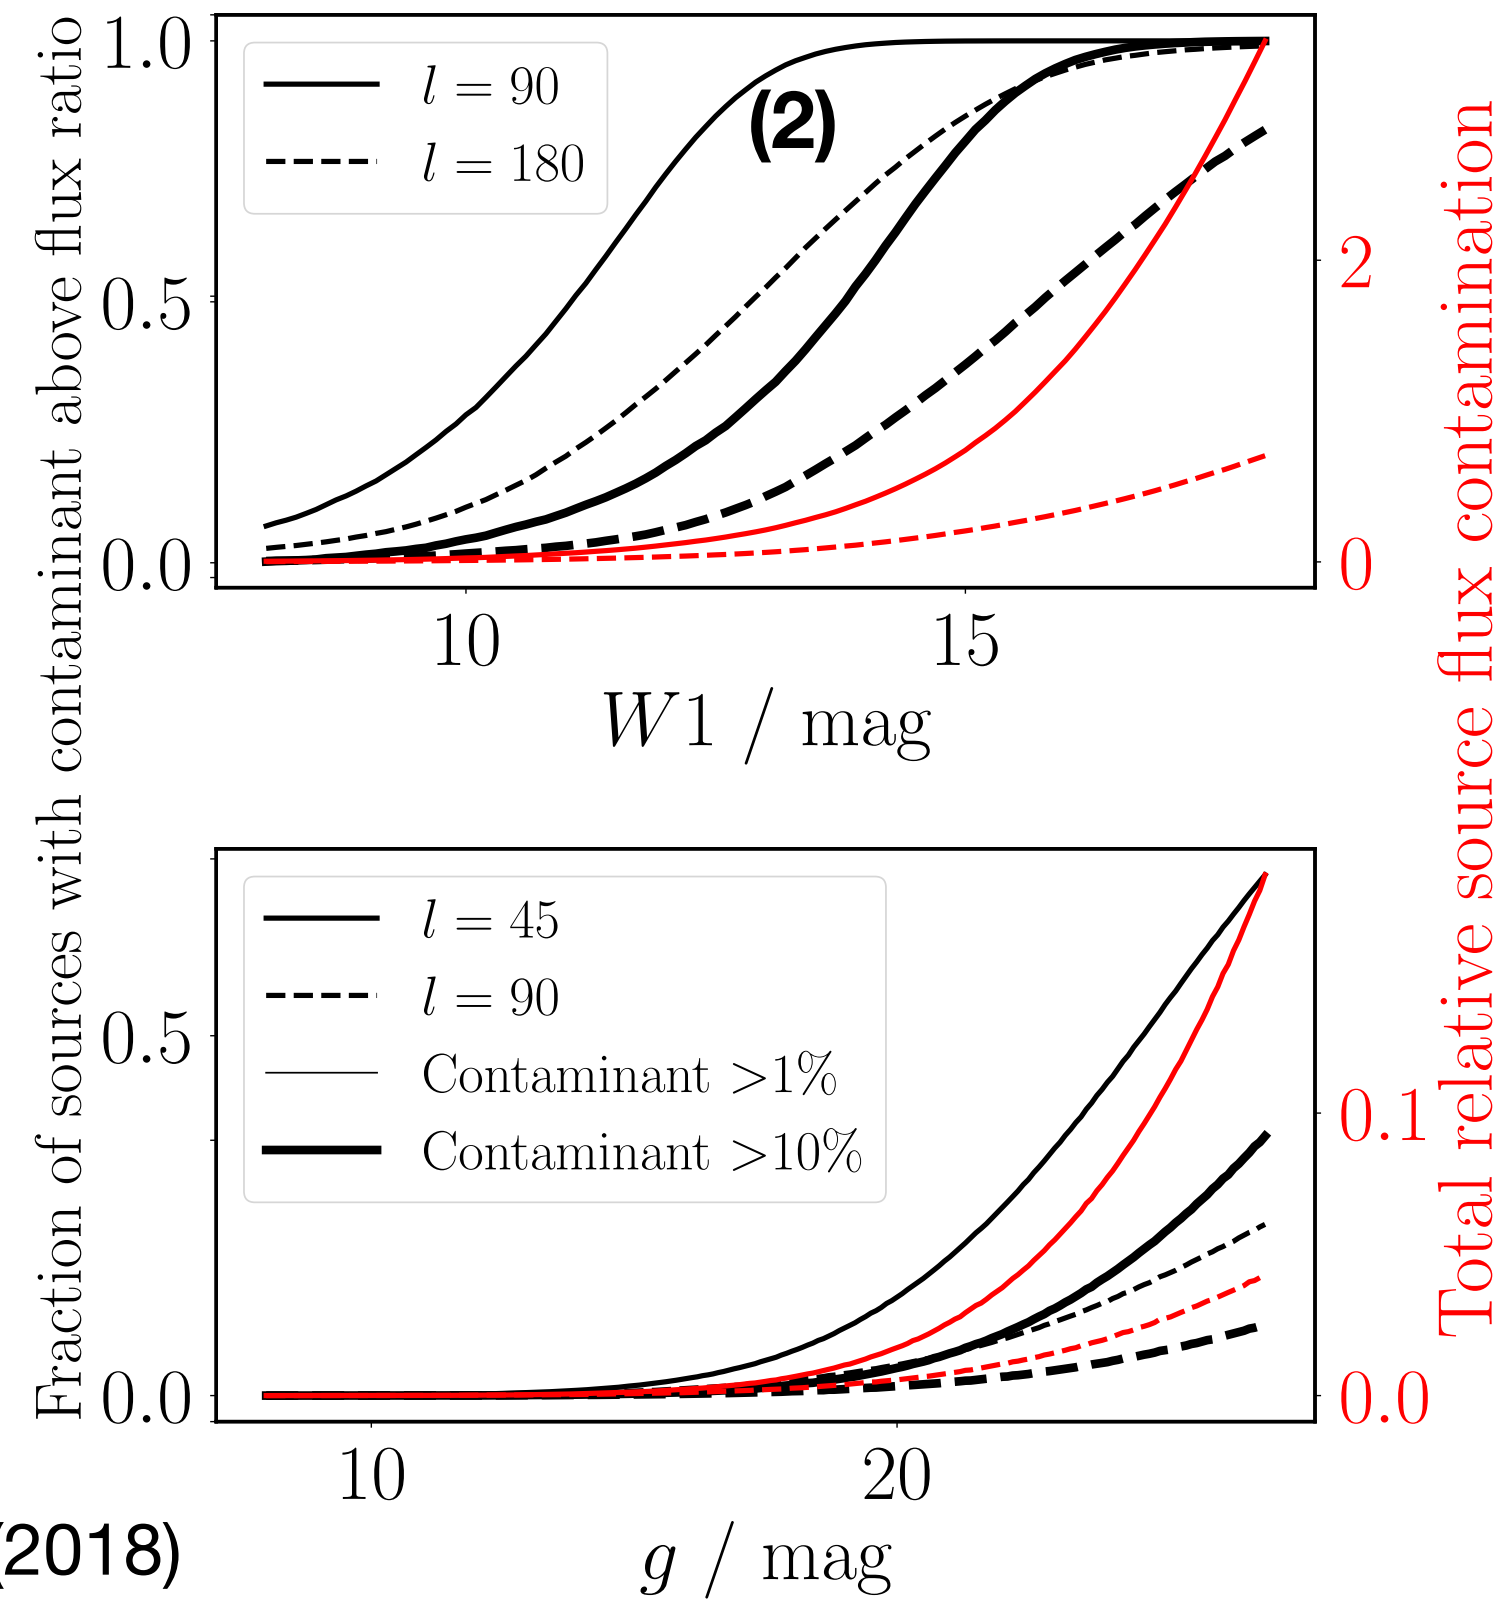 Fraction of sources with contaminant above flux ratio
1.0
0.5
0.0
l = 90
l = 180
(2)
2
0
10
15
W1 / mag
Total relative source flux contamination
0.5
0.0
l = 45
l = 90
Contaminant >1%
Contaminant >10%
0.1
0.0
10
20
g / mag
(2018)